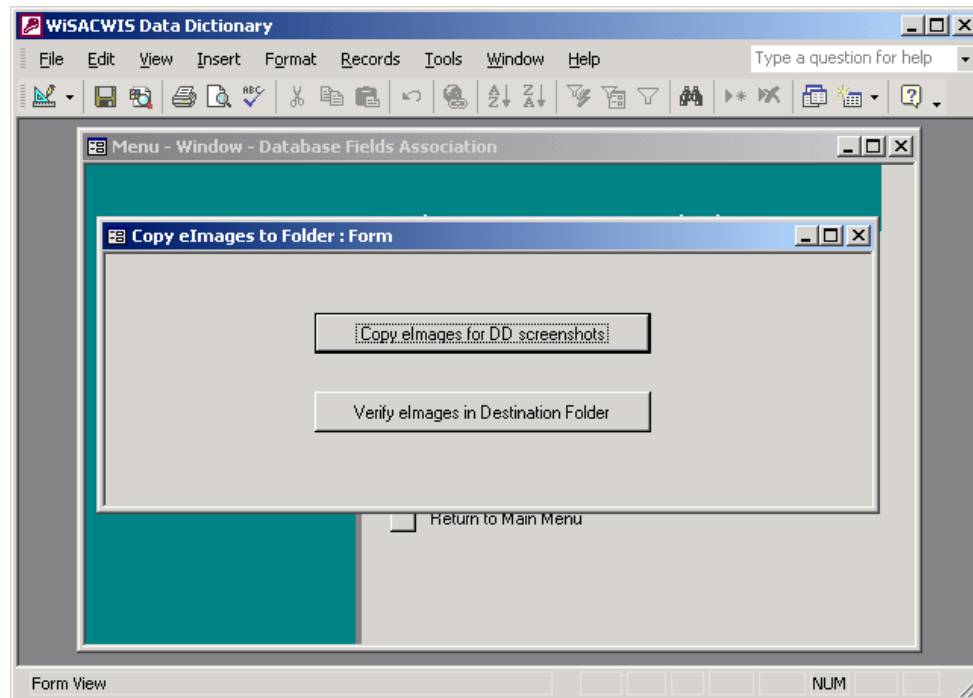 WiSACWIS Data Dictionary
File Edit View Insert Format Records Tools Window Help
Type a question for help
Menu - Window - Database Fields Association
Copy eImages to Folder : Form
Copy eImages for DD screenshots
Verify eImages in Destination Folder
Return to Main Menu
Form View
NUM